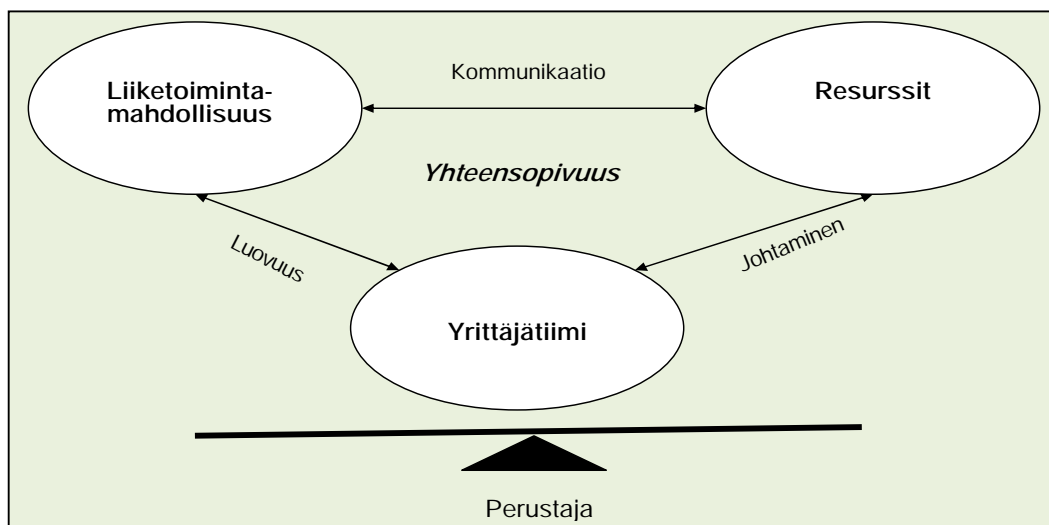 Liiketoiminta-
mahdollisuus
Kommunikaatio
Resurssit
Yhteensopivuus
Luovuus
Johtaminen
Yrittäjätiimi
Perustaja